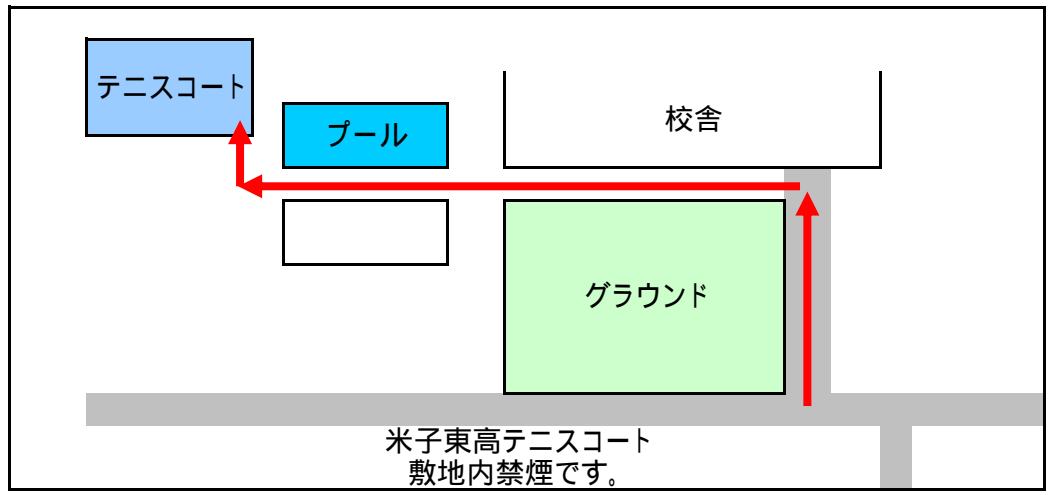 テニスコート
プール
校舎
グラウンド
米子東高テニスコート
敷地内禁煙です。